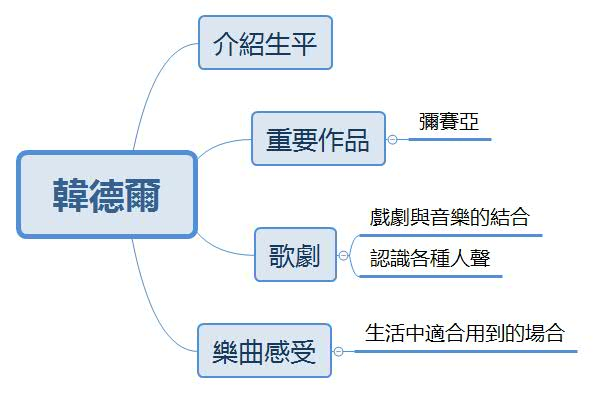 介紹生平
重要作品
彌賽亞
韓德爾
戲劇與音樂的結合
歌劇
認識各種人聲
樂曲感受
生活中適合用到的場合